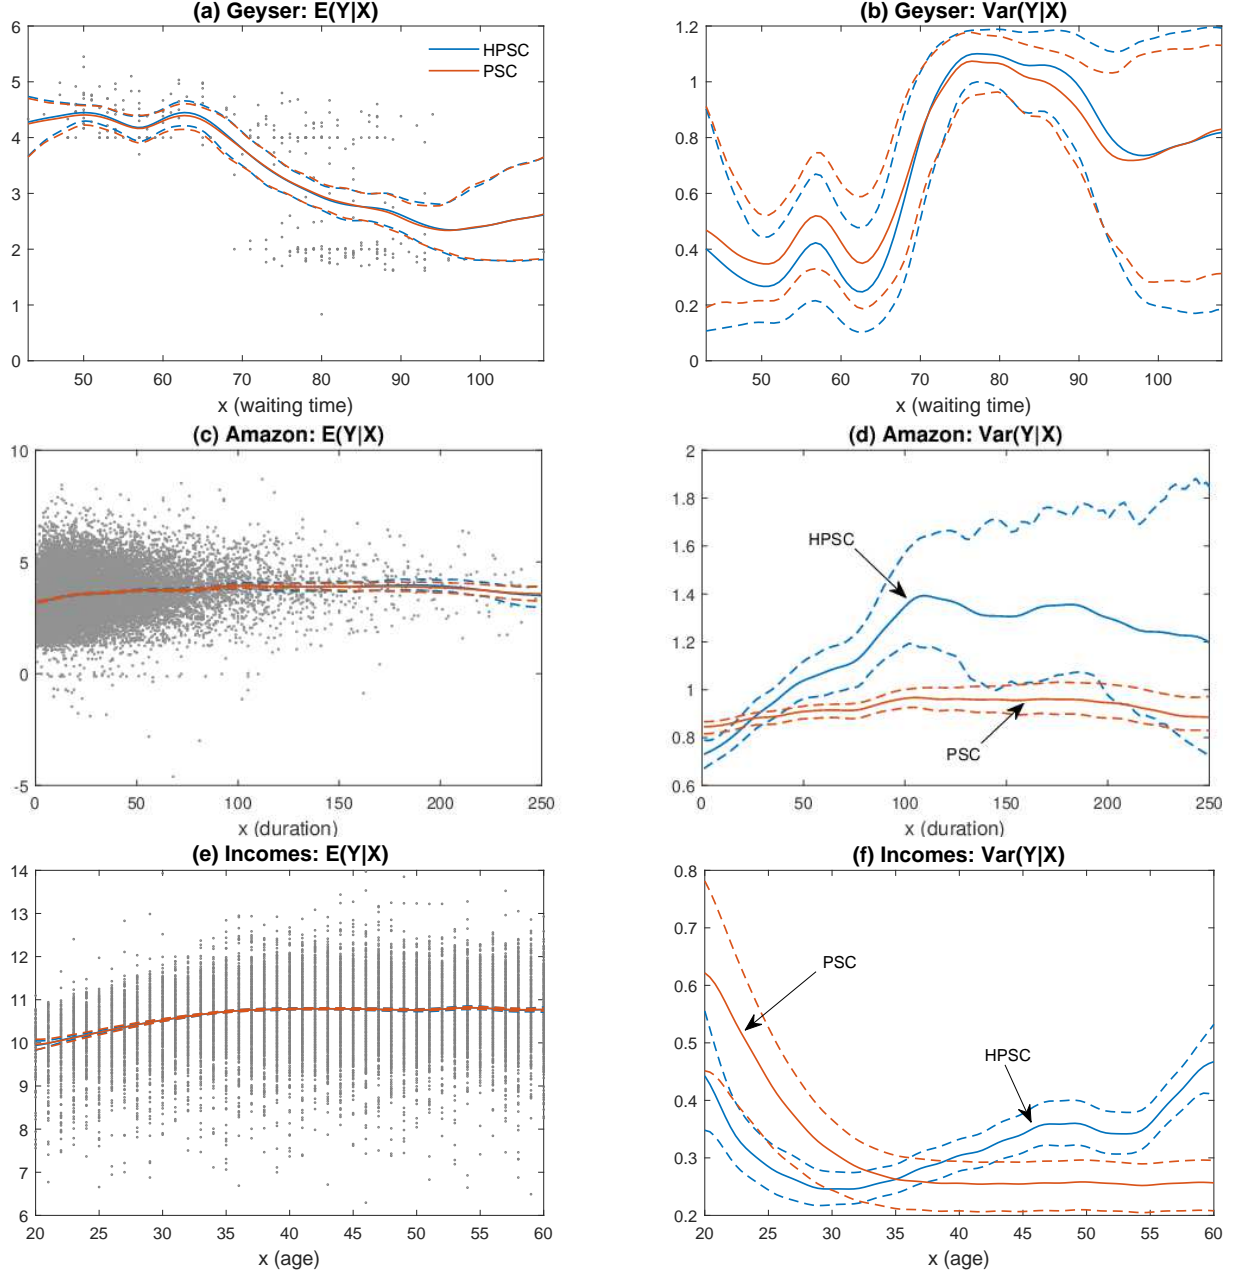 (a) Geyser: E(Y|X)
6
5
4
3
2
1
0
HPSC
PSC
50 60 70 80 90 100
x (waiting time)
(b) Geyser: Var(Y|X)
1.2
1
0.8
0.6
0.4
0.2
0
50 60 70 80 90 100
x (waiting time)
(c) Amazon: E(Y|X)
10
5
0
-5
0 50 100 150 200 250
x (duration)
(d) Amazon: Var(Y|X)
2
1.8
1.6
1.4
1.2
1
0.8
0.6
HPSC
PSC
0 50 100 150 200 250
x (duration)
(e) Incomes: E(Y|X)
14
13
12
11
10
9
8
7
6
20 25 30 35 40 45 50 55 60
x (age)
(f) Incomes: Var(Y|X)
0.8
0.7
0.6
0.5
0.4
0.3
0.2
PSC
HPSC
20 25 30 35 40 45 50 55 60
x (age)